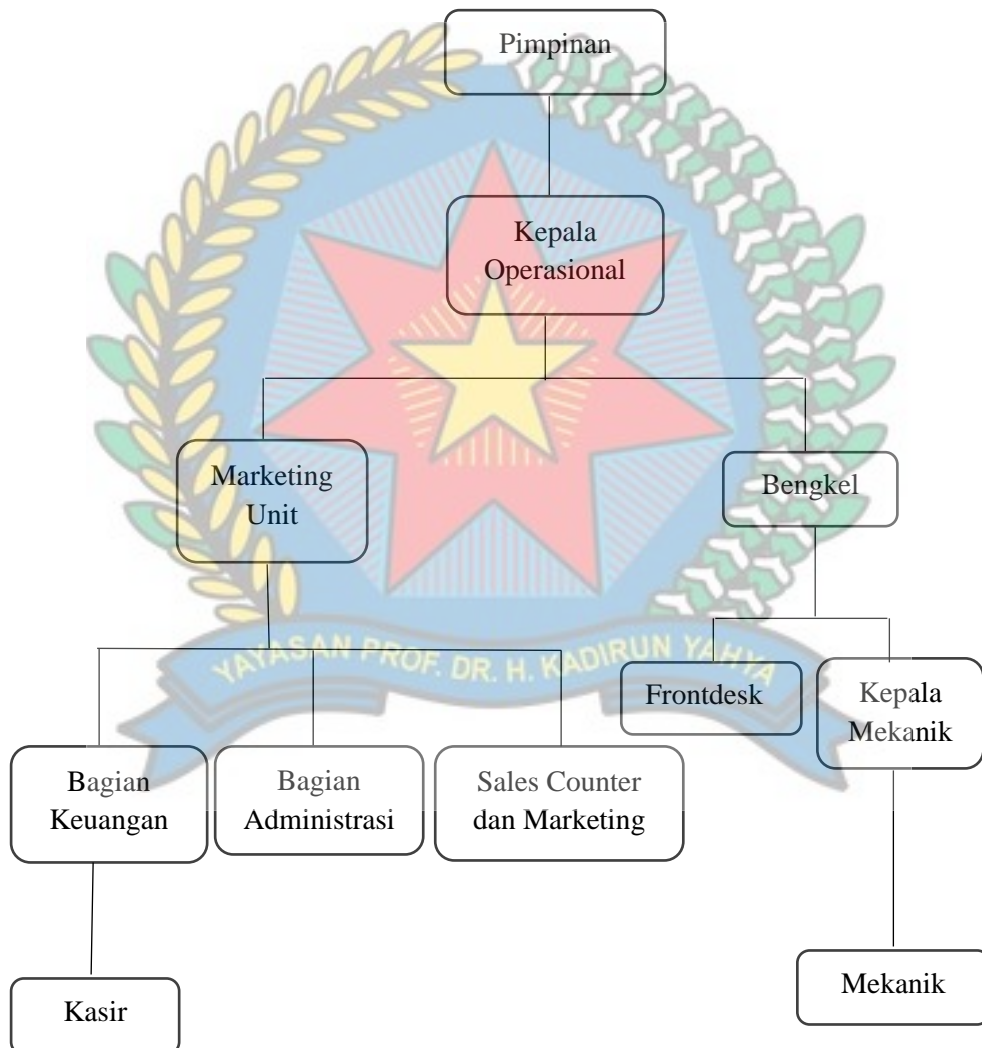 Pimpinan
Kepala
Operasional
Marketing
Unit
Bengkel
YAYASAN PROF. DR. H. KADIRUN YAHYA
Frontdesk
Kepala
Mekanik
Bagian
Keuangan
Bagian
Administrasi
Sales Counter
dan Marketing
Kasir
Mekanik